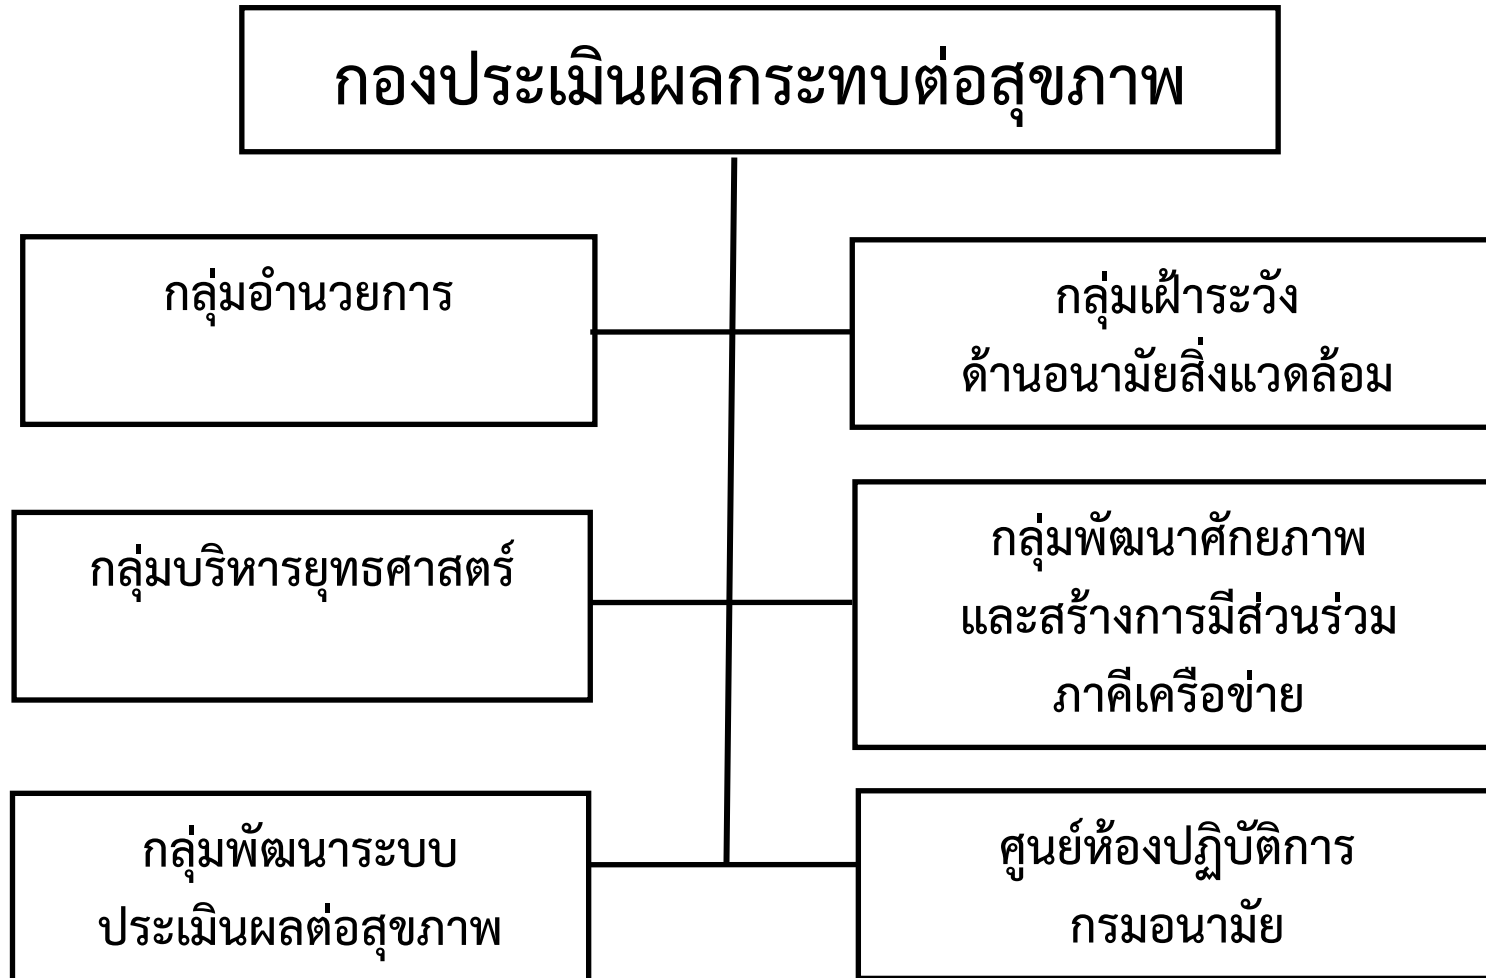 กองประเมินผลกระทบต่อสุขภาพ
กลุ่มอำนวยการ
กลุ่มเฝ้าระวัง
ด้านอนามัยสิ่งแวดล้อม
กลุ่มบริหารยุทธศาสตร์
กลุ่มพัฒนาศักยภาพ
และสร้างการมีส่วนร่วม
ภาคีเครือข่าย
กลุ่มพัฒนาระบบ
ประเมินผลต่อสุขภาพ
ศูนย์ห้องปฏิบัติการ
กรมอนามัย